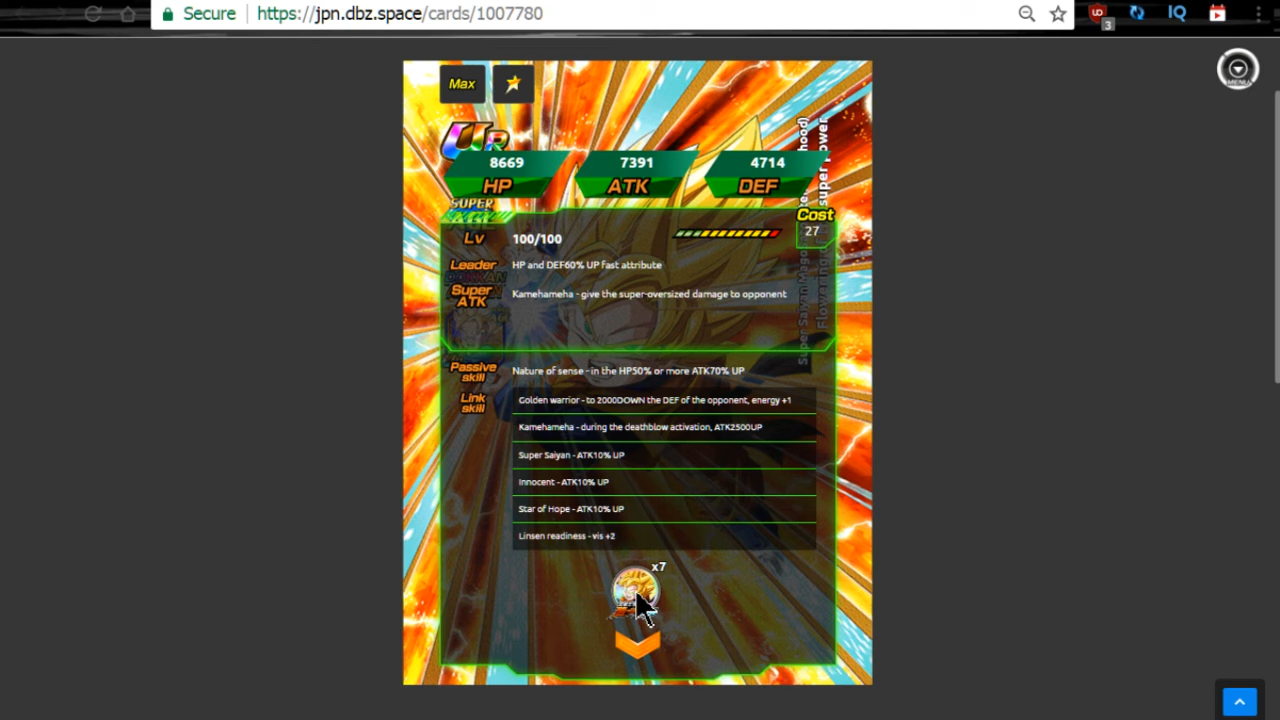 Secure https://jpn.dbz.space/cards/1007780
3
MENU
Max
UR
8669 7391 4714
HP ATK DEF
SUPER
Cost
27
Lv 100/100
Leader HP and DEF60% UP fast attribute
Super ATK Kamehameha - give the super-oversized damage to opponent
Passive skill Nature of sense - in the HP50% or more ATK70% UP
Link skill Golden warrior - to 2000DOWN the DEF of the opponent, energy +1
Kamehameha - during the deathblow activation, ATK2500UP
Super Saiyan - ATK10% UP
Innocent - ATK10% UP
Star of Hope - ATK10% UP
Linsen readiness - vis +2
x7